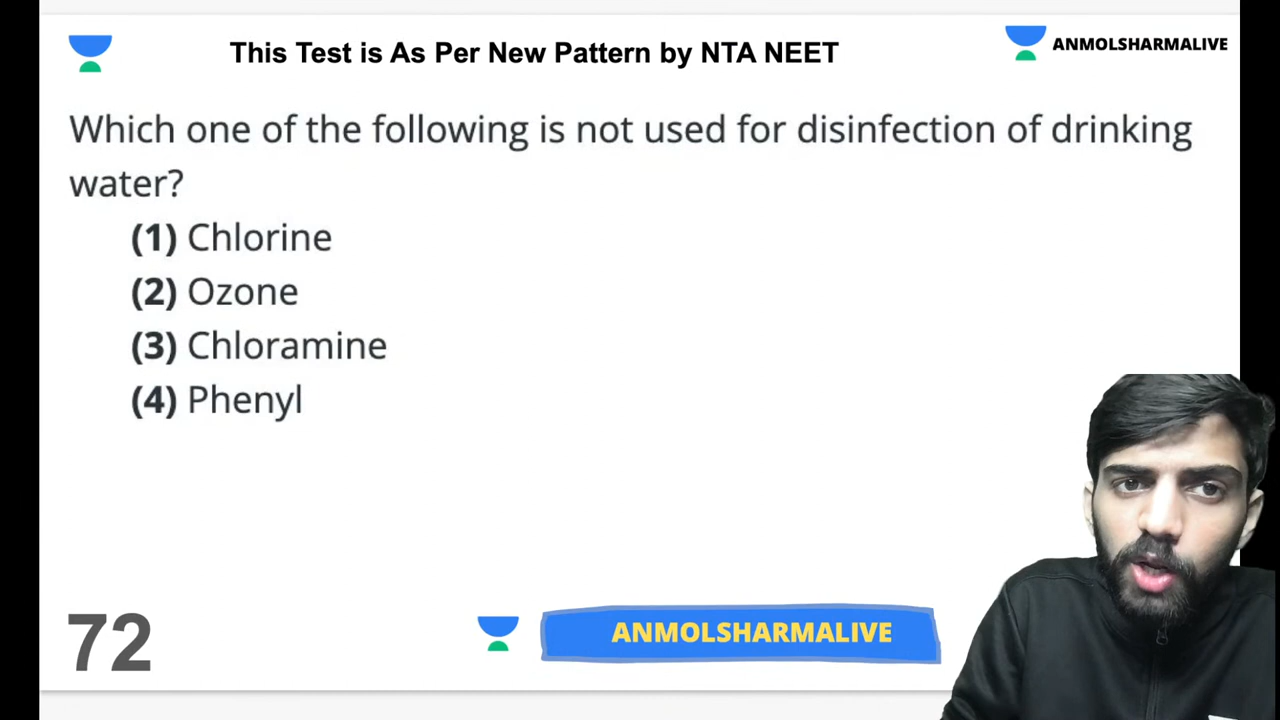 This Test is As Per New Pattern by NTA NEET
ANMOLSHARMALIVE
Which one of the following is not used for disinfection of drinking
water?
(1) Chlorine
(2) Ozone
(3) Chloramine
(4) Phenyl
72
ANMOLSHARMALIVE